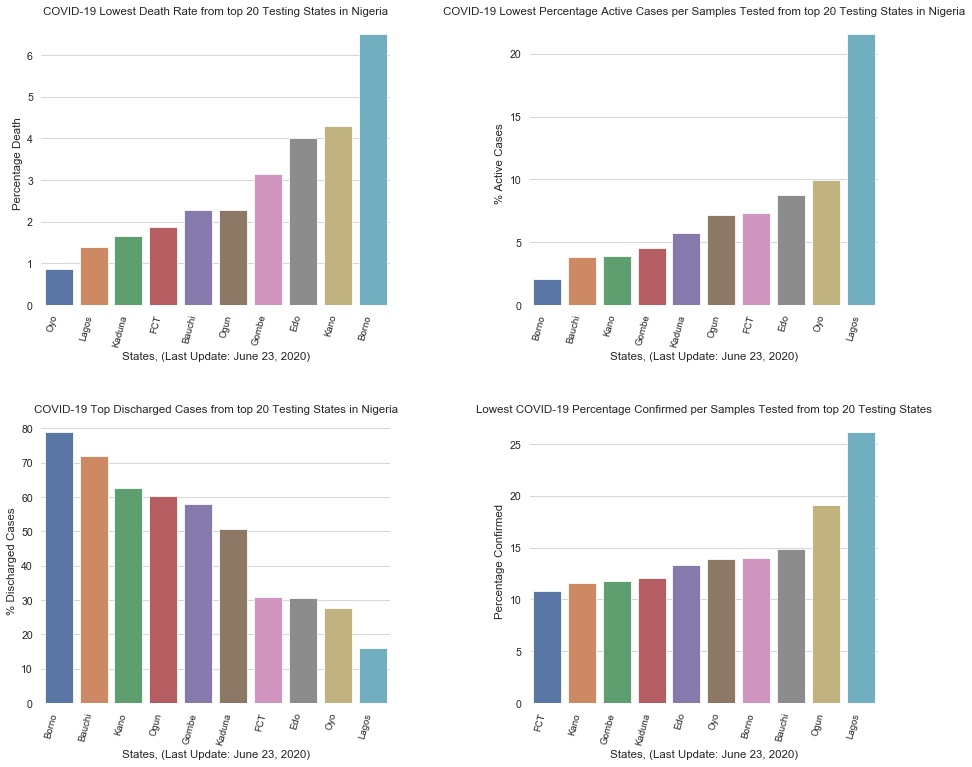 COVID-19 Lowest Death Rate from top 20 Testing States in Nigeria
6
5
4
3
2
1
0
Percentage Death
Oyo
Lagos
Kaduna
FCT
Bauchi
Ogun
Gombe
Edo
Kano
Borno
States, (Last Update: June 23, 2020)
COVID-19 Lowest Percentage Active Cases per Samples Tested from top 20 Testing States in Nigeria
20
15
10
5
0
% Active Cases
Borno
Bauchi
Kano
Gombe
Kaduna
Ogun
FCT
Edo
Oyo
Lagos
States, (Last Update: June 23, 2020)
COVID-19 Top Discharged Cases from top 20 Testing States in Nigeria
80
70
60
50
40
30
20
10
0
% Discharged Cases
Borno
Bauchi
Kano
Ogun
Gombe
Kaduna
FCT
Edo
Oyo
Lagos
States, (Last Update: June 23, 2020)
Lowest COVID-19 Percentage Confirmed per Samples Tested from top 20 Testing States
25
20
15
10
5
0
Percentage Confirmed
FCT
Kano
Gombe
Kaduna
Edo
Oyo
Borno
Bauchi
Ogun
Lagos
States, (Last Update: June 23, 2020)